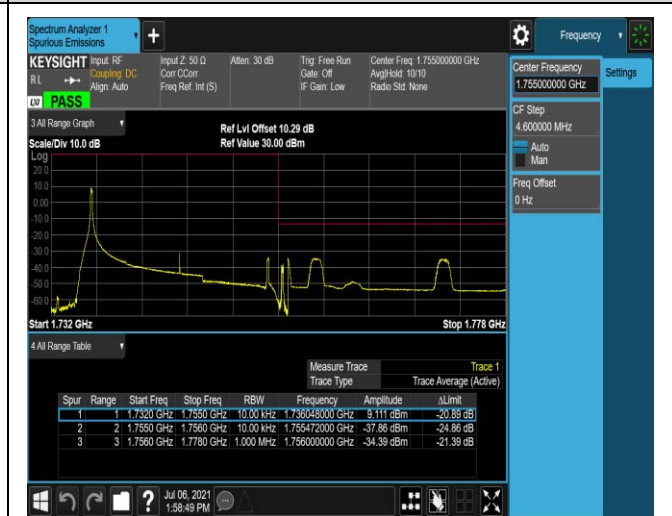 Spectrum Analyzer 1
Spurious Emissions
+
Frequency
KEYSIGHT
Input: RF
Input Z: 50 Ω
Atten: 30 dB
Trig: Free Run
Center Freq: 1.755000000 GHz
RL
Coupling: DC
Corr CCorr
Gate: Off
Avg|Hold: 10/10
Align: Auto
Freq Ref: Int (S)
IF Gain: Low
Radio Std: None
LXI PASS
Center Frequency
1.755000000 GHz
Settings
CF Step
4.600000 MHz
Auto
Man
Freq Offset
0 Hz
3 All Range Graph
Ref Lvl Offset 10.29 dB
Scale/Div 10.0 dB
Ref Value 30.00 dBm
Log
20.0
10.0
0.00
-10.0
-20.0
-30.0
-40.0
-50.0
-60.0
Start 1.732 GHz
Stop 1.778 GHz
4 All Range Table
Measure Trace Trace 1
Trace Type Trace Average (Active)
Spur Range Start Freq Stop Freq RBW Frequency Amplitude ΔLimit
1 1 1.7320 GHz 1.7550 GHz 10.00 kHz 1.736048000 GHz 9.111 dBm -20.89 dB
2 2 1.7550 GHz 1.7560 GHz 10.00 kHz 1.755472000 GHz -37.86 dBm -24.86 dB
3 3 1.7560 GHz 1.7780 GHz 1.000 MHz 1.756000000 GHz -34.39 dBm -21.39 dB
?
Jul 06, 2021
1:58:49 PM